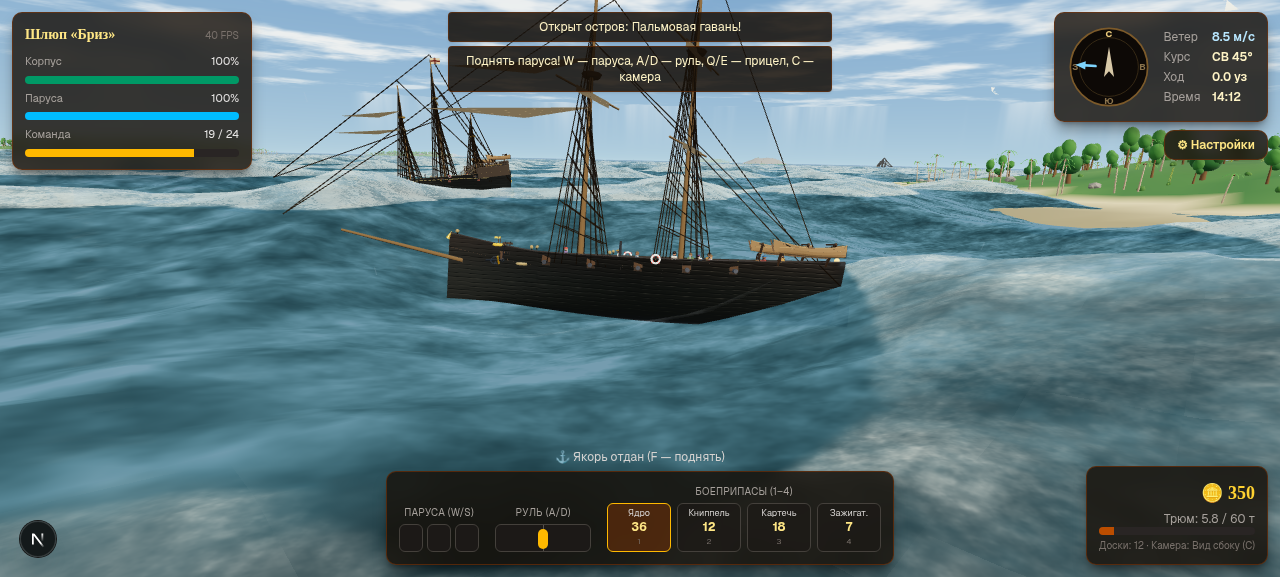 Шлюп «Бриз»
40 FPS
Корпус 100%
Паруса 100%
Команда 19 / 24
Открыт остров: Пальмовая гавань!
Поднять паруса! W — паруса, A/D — руль, Q/E — прицел, C —
камера
С
З
В
Ю
Ветер 8.5 м/с
Курс СВ 45°
Ход 0.0 уз
Время 14:12
⚙ Настройки
⚓ Якорь отдан (F — поднять)
ПАРУСА (W/S)
РУЛЬ (A/D)
БОЕПРИПАСЫ (1–4)
Ядро
36
1
Книппель
12
2
Картечь
18
3
Зажигат.
7
4
350
Трюм: 5.8 / 60 т
Доски: 12 · Камера: Вид сбоку (C)
N